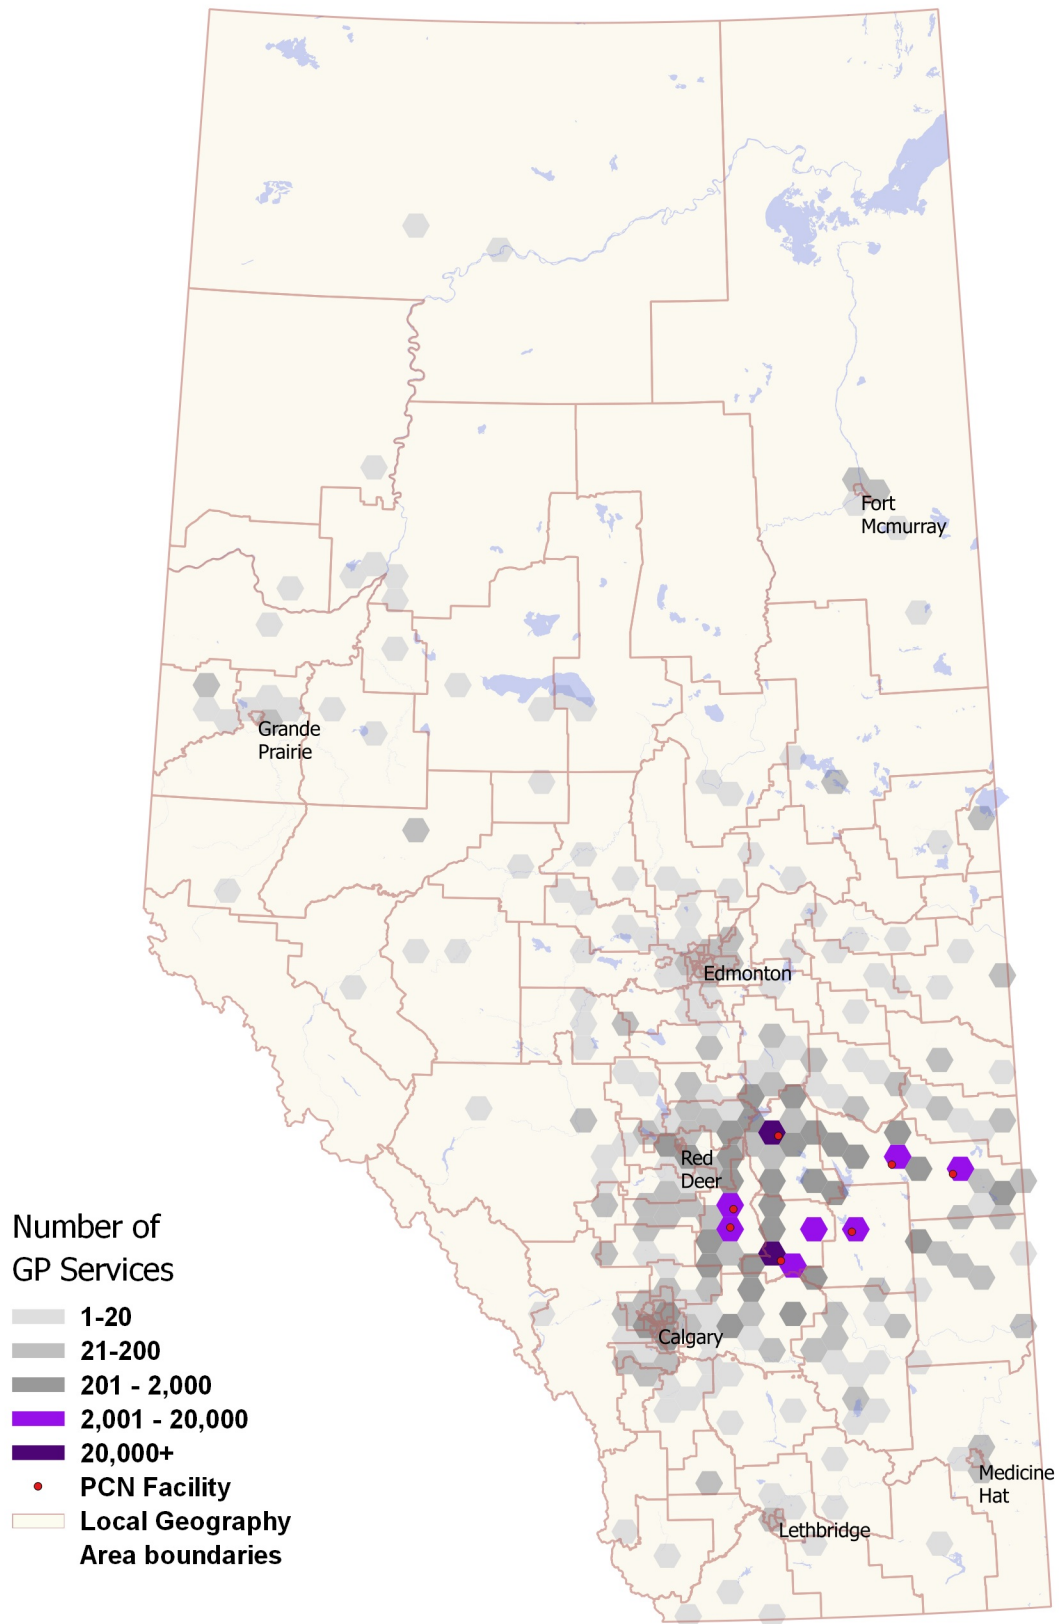 Fort
Mcmurray
Grande
Prairie
Edmonton
Red
Deer
Number of
GP Services
1-20
21-200
201 - 2,000
2,001 - 20,000
20,000+
PCN Facility
Local Geography
Area boundaries
Calgary
Medicine
Hat
Lethbridge